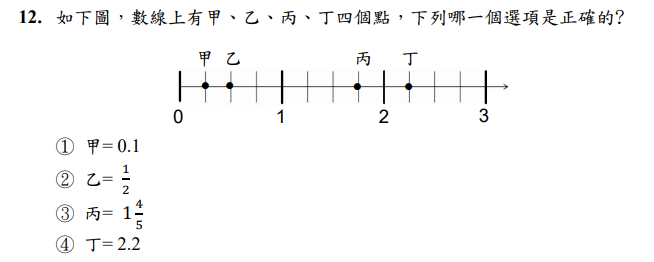 12. 如下圖，數線上有甲、乙、丙、丁四個點，下列哪一個選項是正確的?
甲 乙 丙 丁
0 1 2 3
① 甲= 0.1
② 乙= 1/2
③ 丙= 1 4/5
④ 丁= 2.2